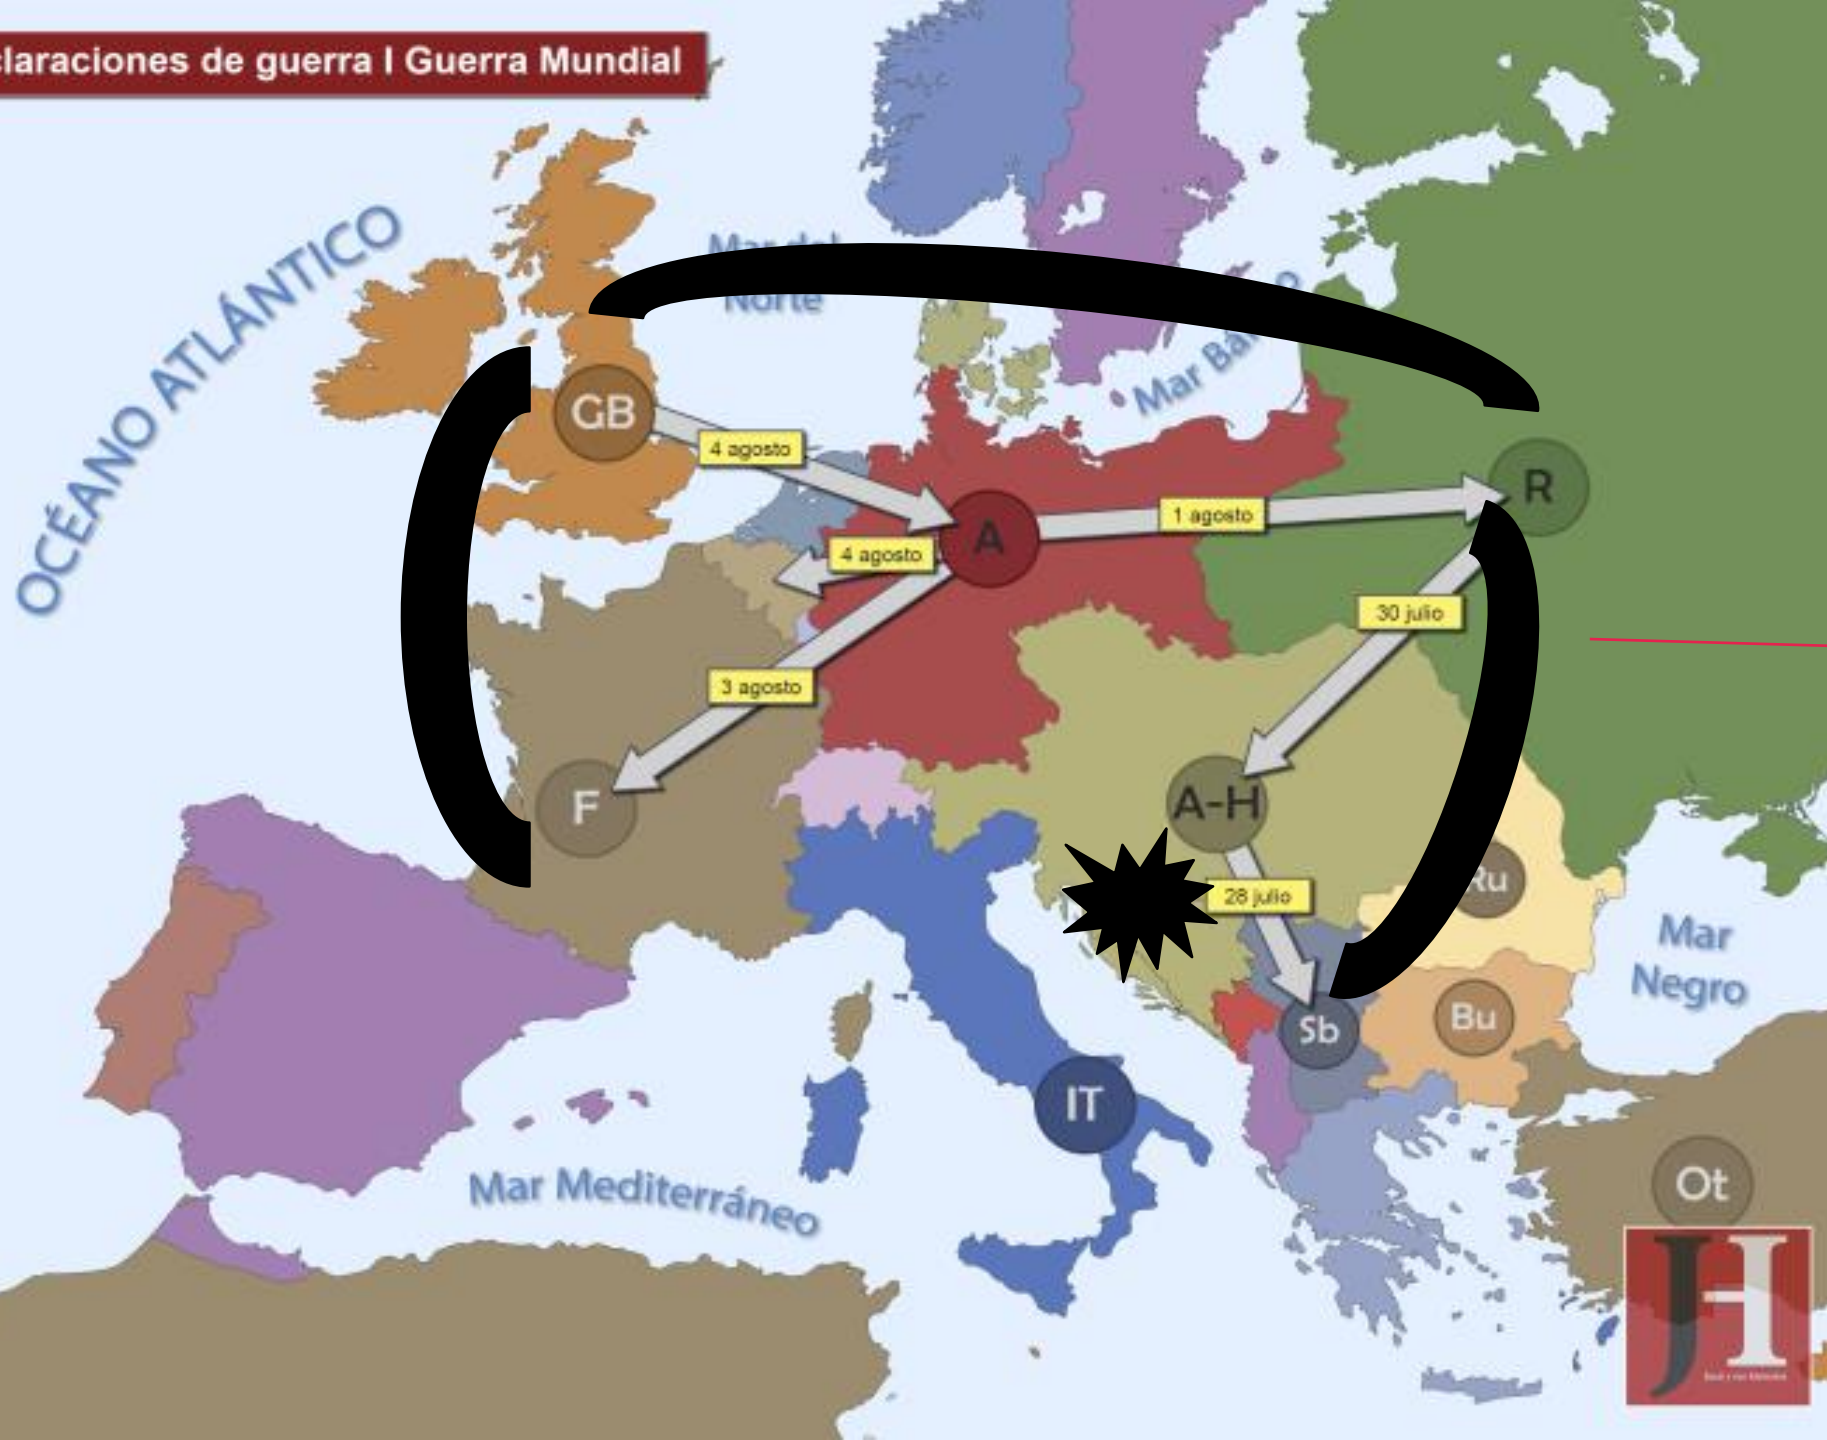 claraciones de guerra I Guerra Mundial
OCÉANO ATLÁNTICO
Norte
Mar
GB
4 agosto
A
1 agosto
R
4 agosto
30 julio
3 agosto
F
A-H
28 julio
Ru
Mar
Negro
Bu
Sb
IT
Mar Mediterráneo
Ot
JH